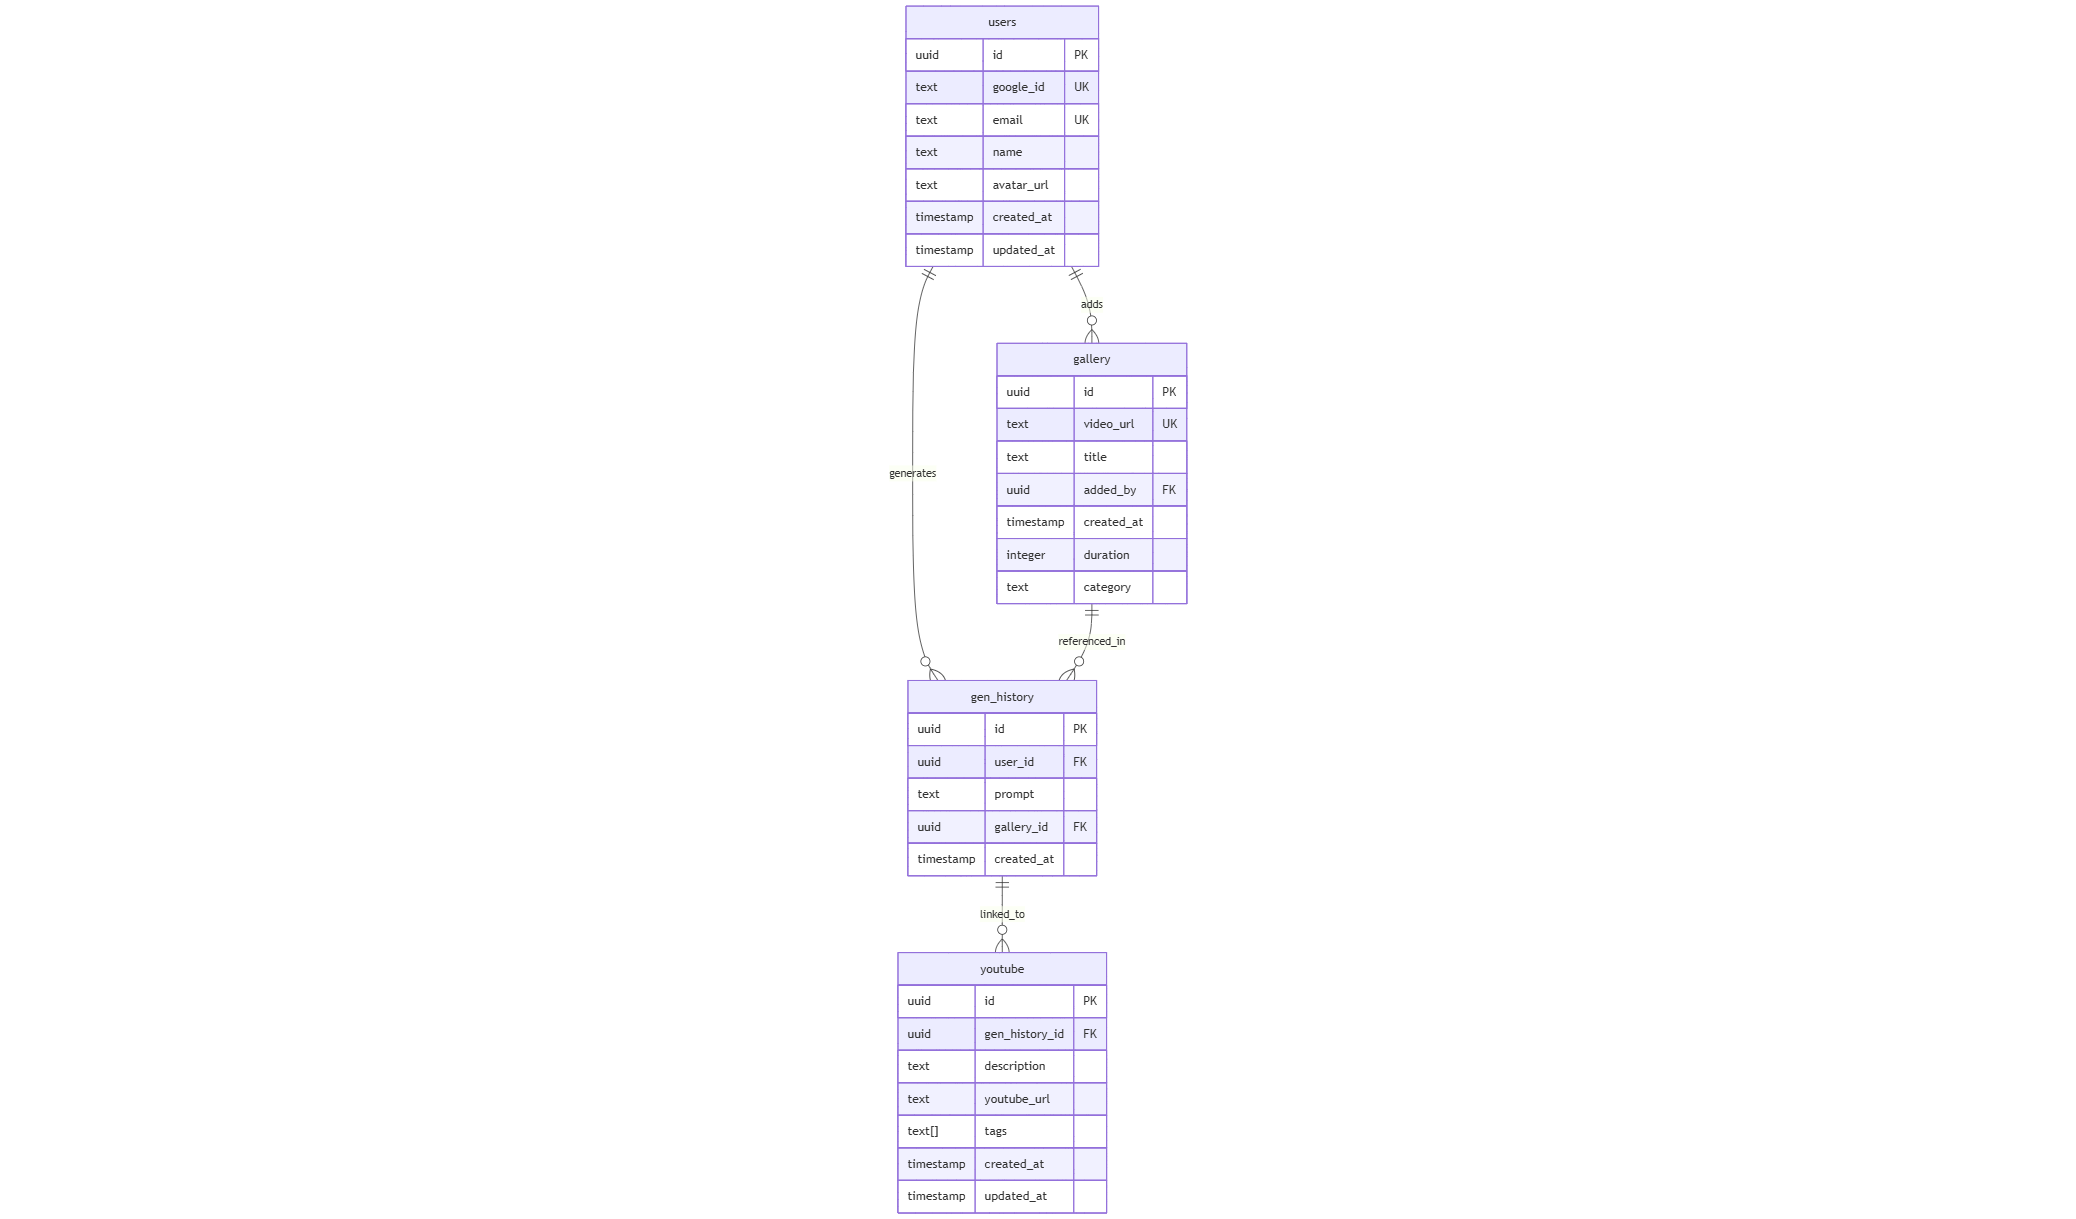 users
uuid id PK
text google_id UK
text email UK
text name
text avatar_url
timestamp created_at
timestamp updated_at
adds
generates
gallery
uuid id PK
text video_url UK
text title
uuid added_by FK
timestamp created_at
integer duration
text category
referenced_in
gen_history
uuid id PK
uuid user_id FK
text prompt
uuid gallery_id FK
timestamp created_at
linked_to
youtube
uuid id PK
uuid gen_history_id FK
text description
text youtube_url
text[] tags
timestamp created_at
timestamp updated_at